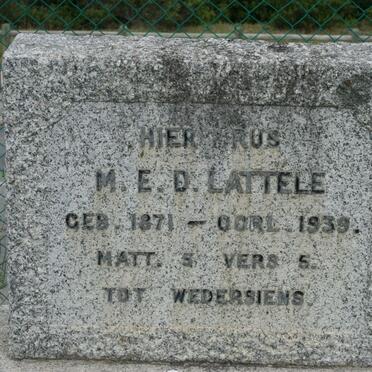 HIER RUS
M. E. D. LATTELE
GEB. 1871 — OORL. 1939.
MATT. 5 VERS 5.
TOT WEDERSIENS.